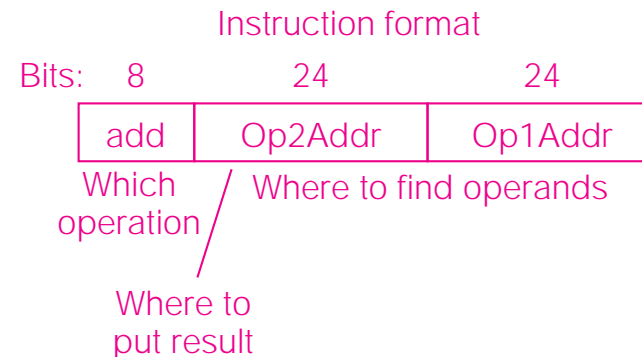 Instruction format
Bits: 8 24 24
add Op2Addr Op1Addr
Which Where to find operands
operation
Where to
put result